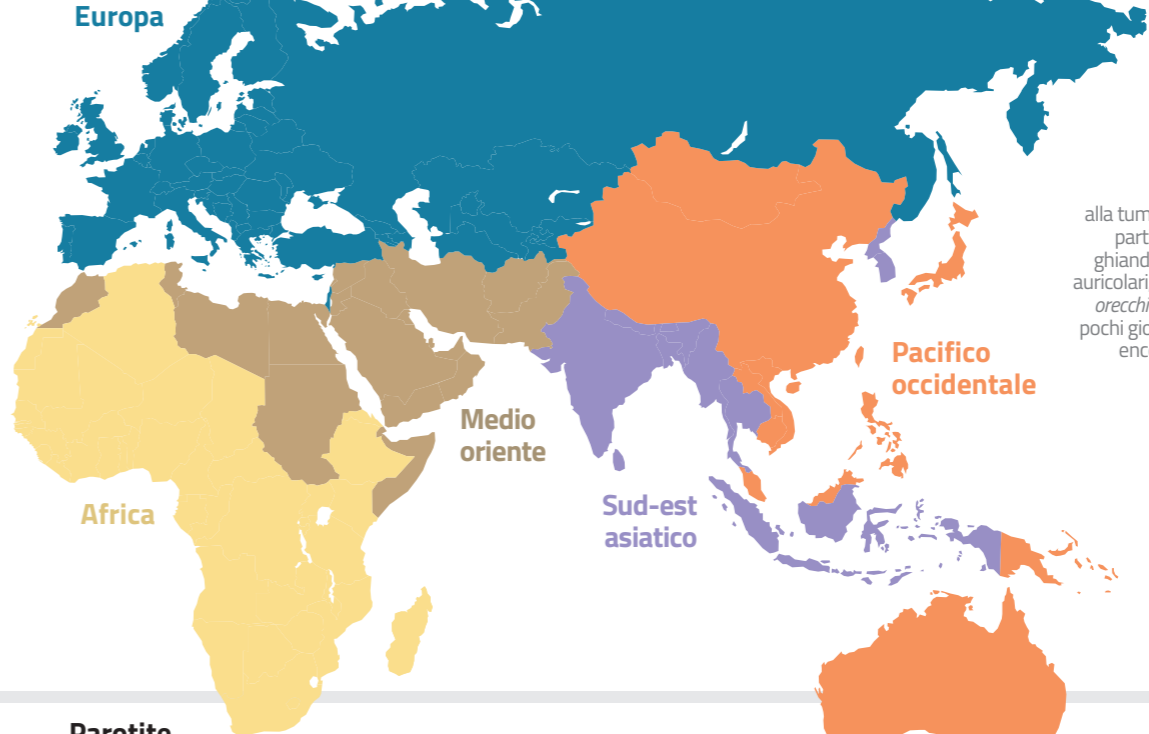 Europa
alla tum
part
ghiand
auricolari
orecchi
pochi gio
enc
Pacifico
occidentale
Medio
oriente
Sud-est
asiatico
Africa
Parotite